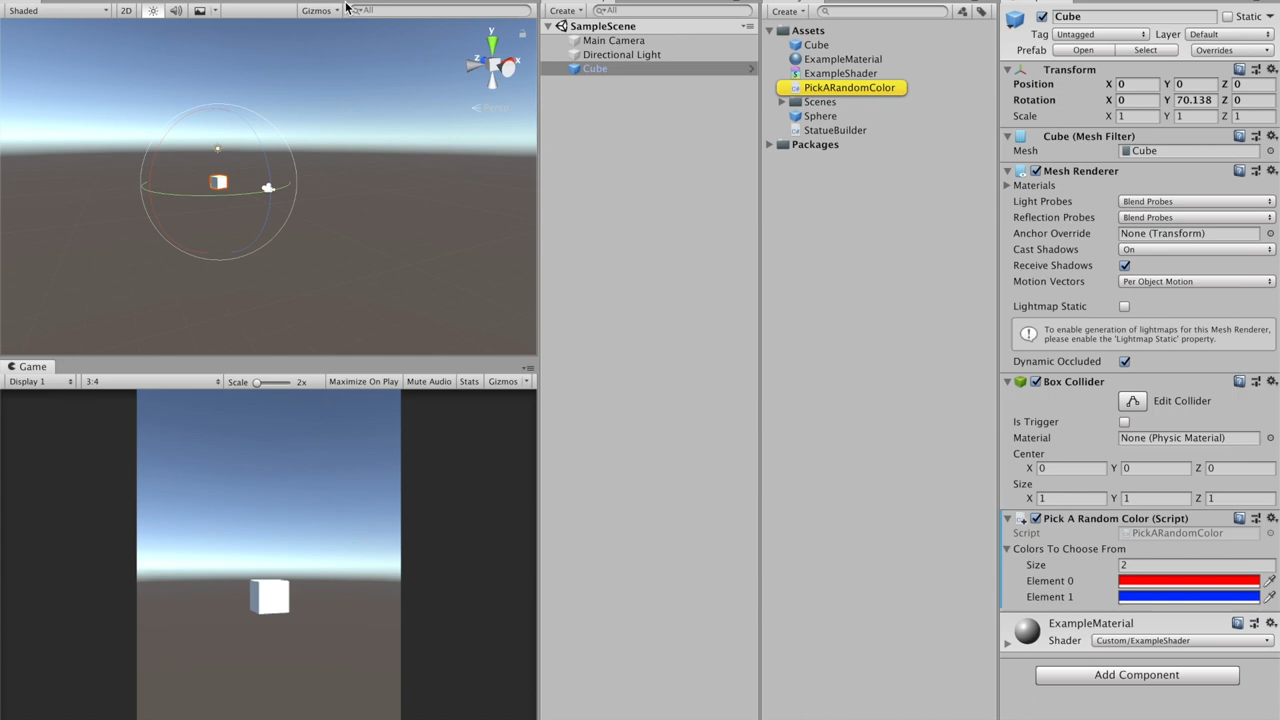 Shaded
2D
Gizmos
All
y
z
x
Persp
Game
Display 1
3:4
Scale
2x
Maximize On Play
Mute Audio
Stats
Gizmos
Create
All
SampleScene
Main Camera
Directional Light
Cube
Create
Assets
Cube
ExampleMaterial
ExampleShader
PickARandomColor
Scenes
Sphere
StatueBuilder
Packages
Cube
Static
Tag Untagged Layer Default
Prefab Open Select Overrides
Transform
Position X 0 Y 0 Z 0
Rotation X 0 Y 70.138 Z 0
Scale X 1 Y 1 Z 1
Cube (Mesh Filter)
Mesh Cube
Mesh Renderer
Materials
Light Probes Blend Probes
Reflection Probes Blend Probes
Anchor Override None (Transform)
Cast Shadows On
Receive Shadows
Motion Vectors Per Object Motion
Lightmap Static
To enable generation of lightmaps for this Mesh Renderer,
please enable the 'Lightmap Static' property.
Dynamic Occluded
Box Collider
Edit Collider
Is Trigger
Material None (Physic Material)
Center
X 0 Y 0 Z 0
Size
X 1 Y 1 Z 1
Pick A Random Color (Script)
Script PickARandomColor
Colors To Choose From
Size 2
Element 0
Element 1
ExampleMaterial
Shader Custom/ExampleShader
Add Component